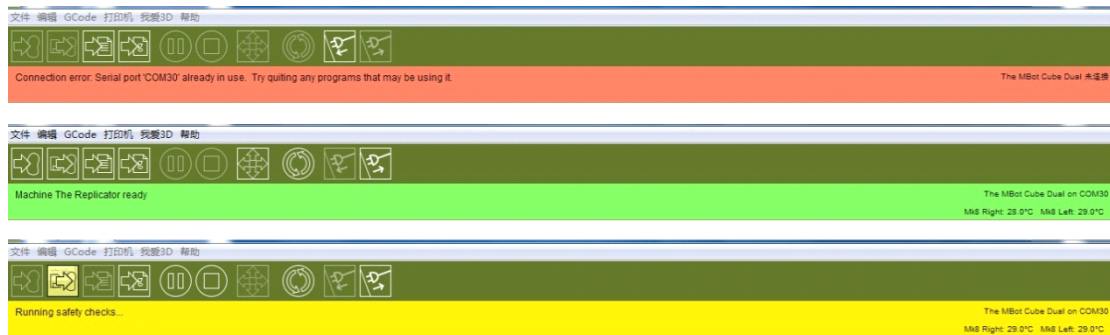 文件 编辑 GCode 打印机 我爱3D 帮助
Connection error: Serial port 'COM30' already in use. Try quiting any programs that may be using it.
The MBot Cube Dual 未连接
文件 编辑 GCode 打印机 我爱3D 帮助
Machine The Replicator ready
The MBot Cube Dual on COM30
Mk8 Right: 28.0°C Mk8 Left: 29.0°C
文件 编辑 GCode 打印机 我爱3D 帮助
Running safety checks...
The MBot Cube Dual on COM30
Mk8 Right: 29.0°C Mk8 Left: 29.0°C